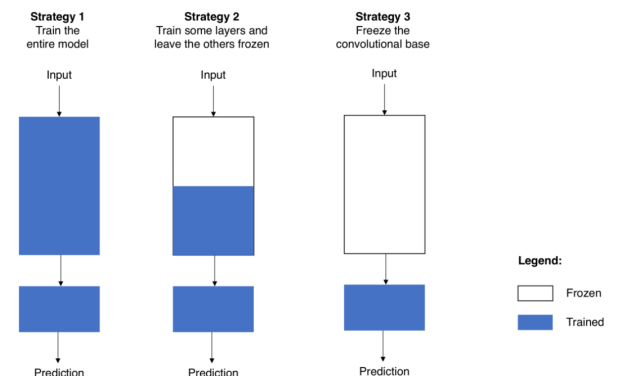 Strategy 1
Train the
entire model
Strategy 2
Train some layers and
leave the others frozen
Strategy 3
Freeze the
convolutional base
Input
Input
Input
Legend:
Frozen
Trained
Prediction
Prediction
Prediction